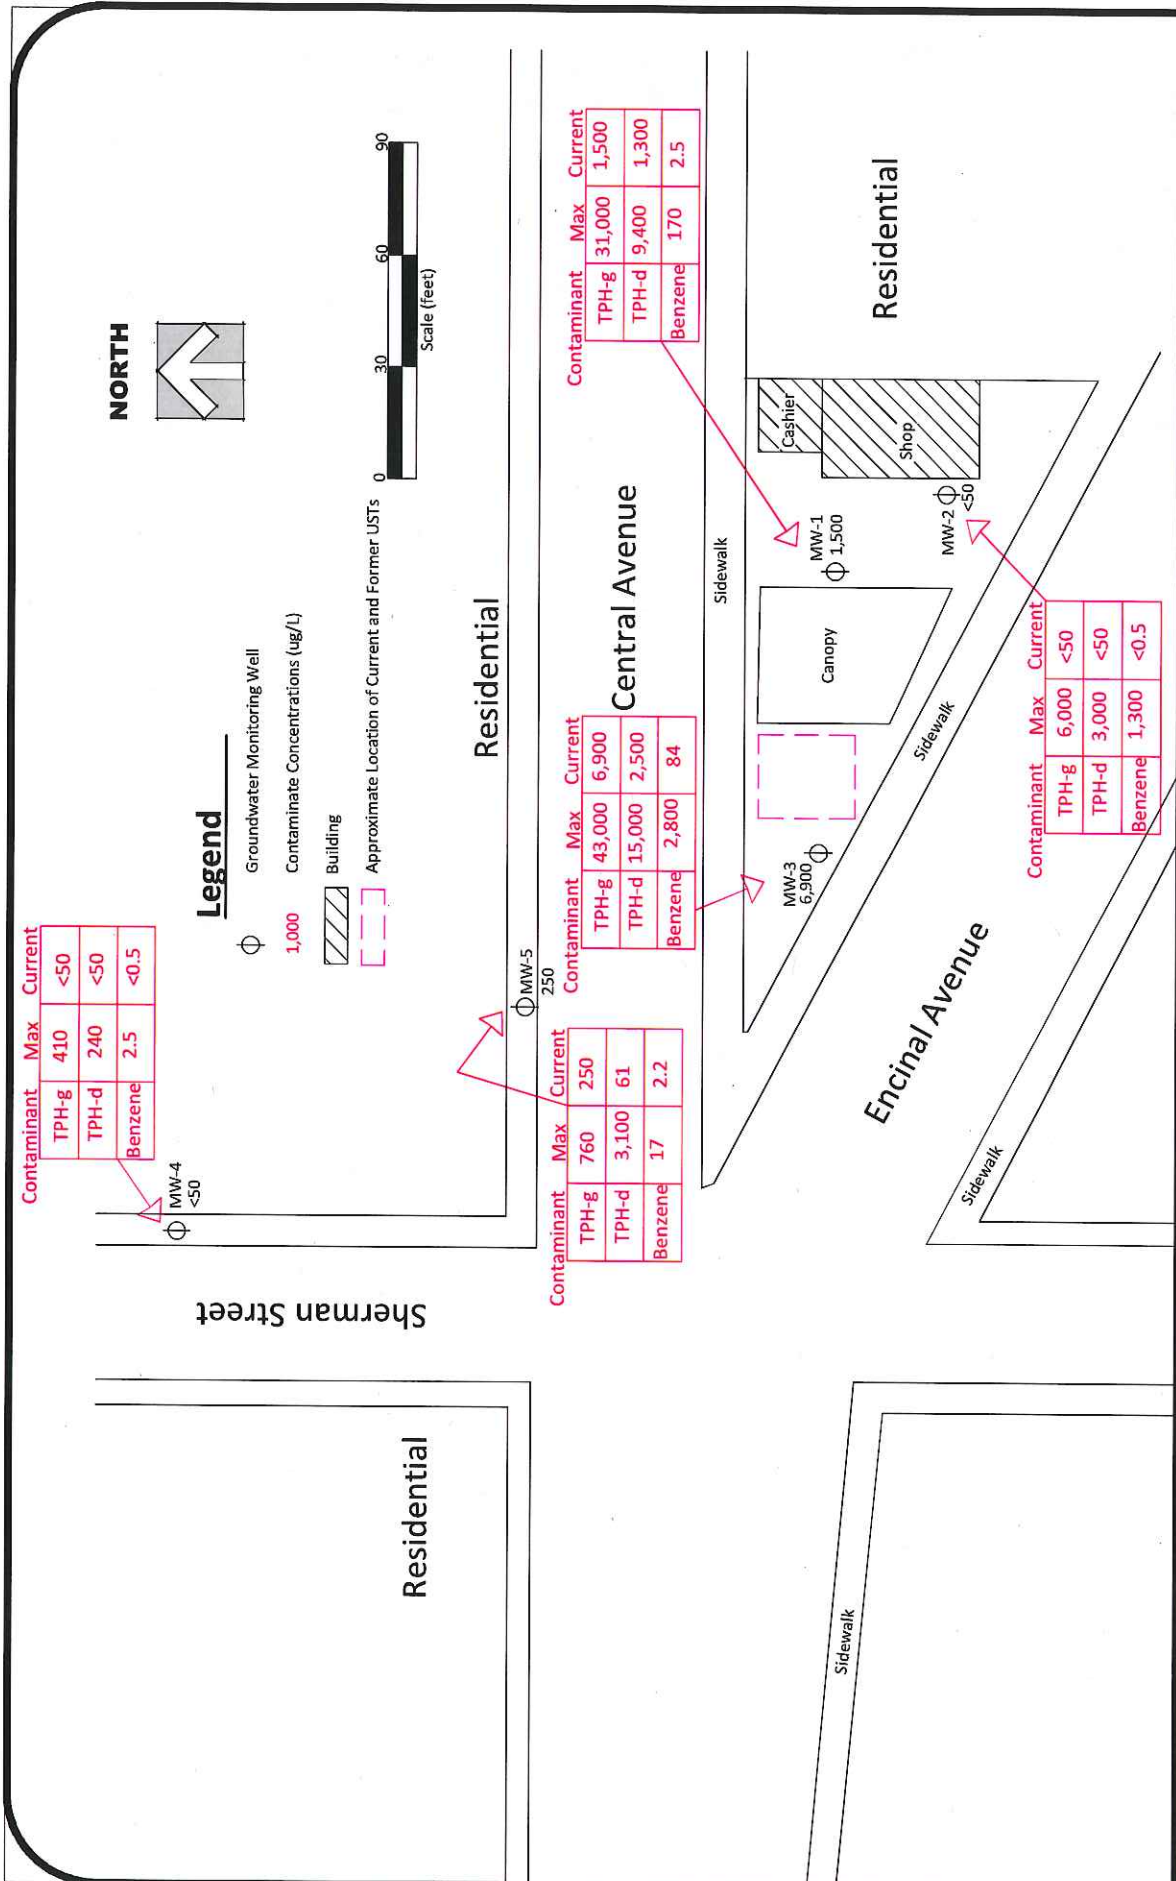 NORTH
0 30 60 90
Scale (feet)
Legend
Groundwater Monitoring Well
1,000 Contaminate Concentrations (ug/L)
Building
Approximate Location of Current and Former USTs
Contaminant Max Current
TPH-g 410 <50
TPH-d 240 <50
Benzene 2.5 <0.5
MW-4
<50
Sherman Street
Residential
Residential
MW-5
250
Contaminant Max Current
TPH-g 760 250
TPH-d 3,100 61
Benzene 17 2.2
Contaminant Max Current
TPH-g 43,000 6,900
TPH-d 15,000 2,500
Benzene 2,800 84
Central Avenue
Contaminant Max Current
TPH-g 31,000 1,500
TPH-d 9,400 1,300
Benzene 170 2.5
Sidewalk
MW-3
6,900
Canopy
MW-1
1,500
Cashier
Shop
Residential
MW-2
<50
Sidewalk
Encinal Avenue
Contaminant Max Current
TPH-g 6,000 <50
TPH-d 3,000 <50
Benzene 1,300 <0.5
Sidewalk
Sidewalk